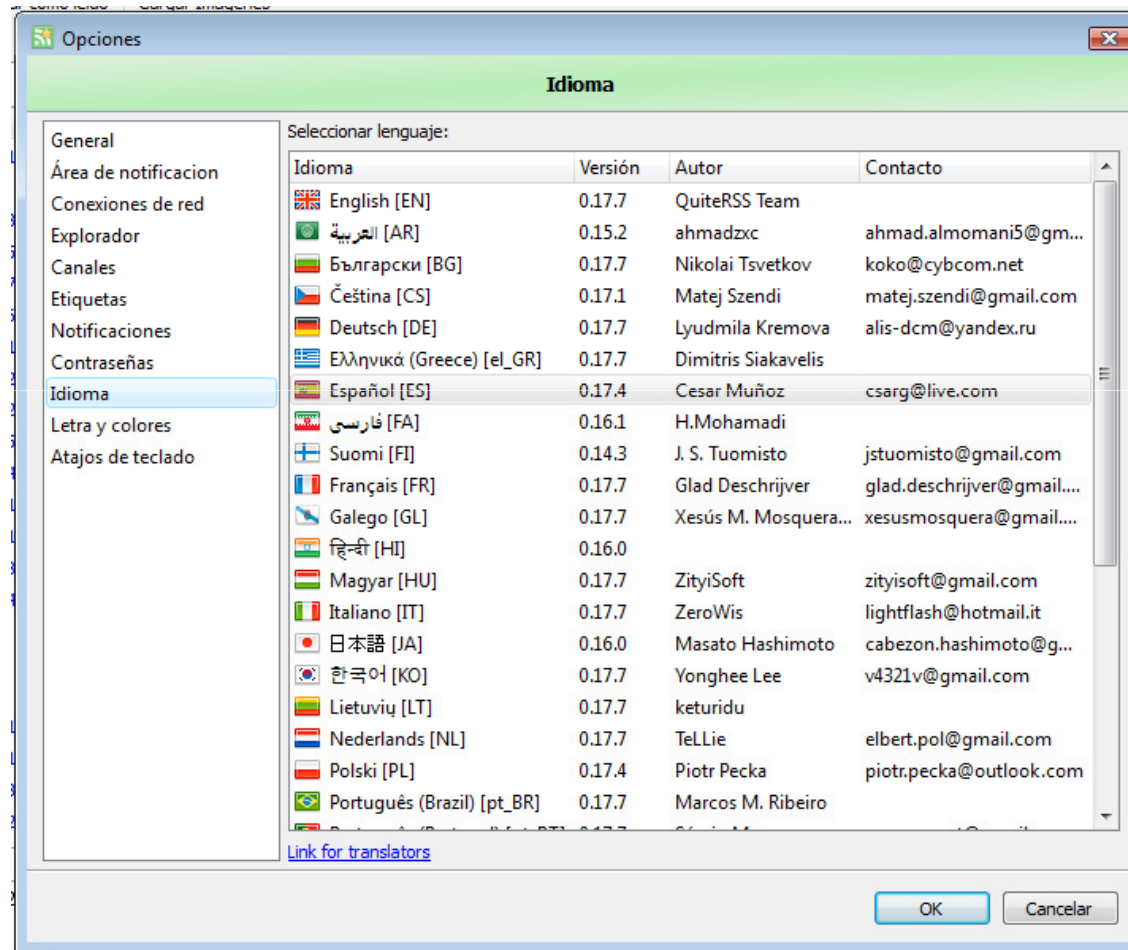 Opciones
Idioma
General
Área de notificacion
Conexiones de red
Explorador
Canales
Etiquetas
Notificaciones
Contraseñas
Idioma
Letra y colores
Atajos de teclado
Seleccionar lenguaje:
Idioma Versión Autor Contacto
English [EN] 0.17.7 QuiteRSS Team
العربية [AR] 0.15.2 ahmadzxc ahmad.almomani5@gm...
Български [BG] 0.17.7 Nikolai Tsvetkov koko@cybcom.net
Čeština [CS] 0.17.1 Matej Szendi matej.szendi@gmail.com
Deutsch [DE] 0.17.7 Lyudmila Kremova alis-dcm@yandex.ru
Ελληνικά (Greece) [el_GR] 0.17.7 Dimitris Siakavelis
Español [ES] 0.17.4 Cesar Muñoz csarg@live.com
فارسی [FA] 0.16.1 H.Mohamadi
Suomi [FI] 0.14.3 J. S. Tuomisto jstuomisto@gmail.com
Français [FR] 0.17.7 Glad Deschrijver glad.deschrijver@gmail....
Galego [GL] 0.17.7 Xesús M. Mosquera... xesusmosquera@gmail....
हिन्दी [HI] 0.16.0
Magyar [HU] 0.17.7 ZityiSoft zityisoft@gmail.com
Italiano [IT] 0.17.7 ZeroWis lightflash@hotmail.it
日本語 [JA] 0.16.0 Masato Hashimoto cabezon.hashimoto@g...
한국어 [KO] 0.17.7 Yonghee Lee v4321v@gmail.com
Lietuvių [LT] 0.17.7 keturidu
Nederlands [NL] 0.17.7 TeLLie elbert.pol@gmail.com
Polski [PL] 0.17.4 Piotr Pecka piotr.pecka@outlook.com
Português (Brazil) [pt_BR] 0.17.7 Marcos M. Ribeiro
Link for translators
OK Cancelar